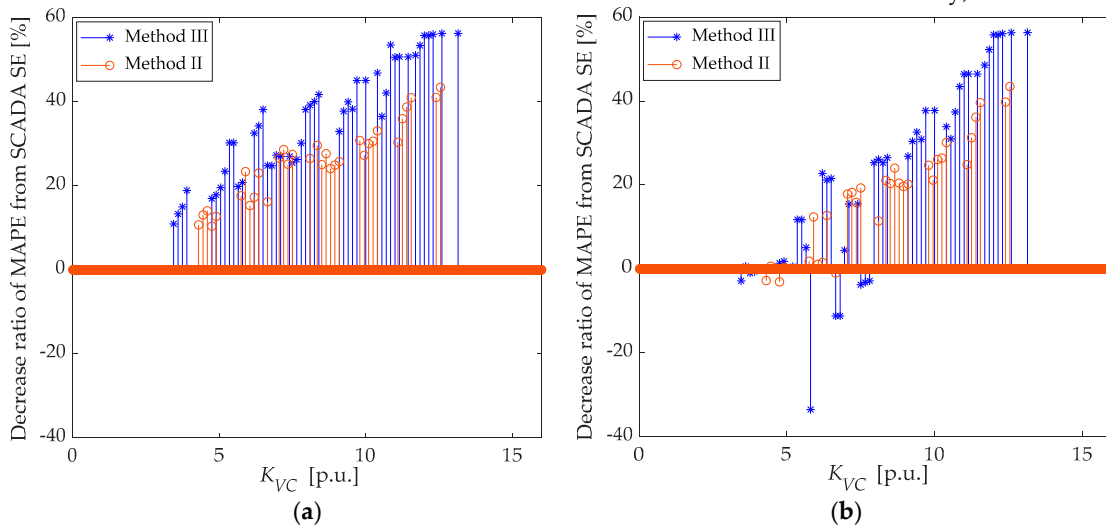 Decrease ratio of MAPE from SCADA SE [%]
60
40
20
0
-20
-40
Method III
Method II
0 5 10 15
K_VC [p.u.]
(a)
Decrease ratio of MAPE from SCADA SE [%]
60
40
20
0
-20
-40
Method III
Method II
0 5 10 15
K_VC [p.u.]
(b)